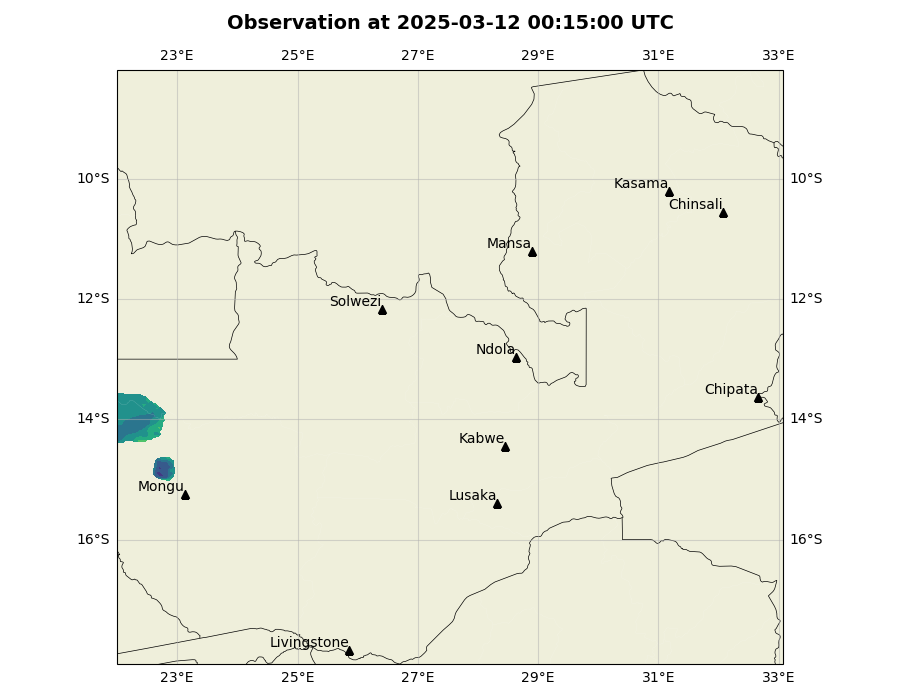 Observation at 2025-03-12 00:15:00 UTC
23°E 25°E 27°E 29°E 31°E 33°E
10°S 10°S
Kasama
Chinsali
Mansa
12°S 12°S
Solwezi
Ndola
Chipata
14°S 14°S
Kabwe
Mongu
Lusaka
16°S 16°S
Livingstone
23°E 25°E 27°E 29°E 31°E 33°E